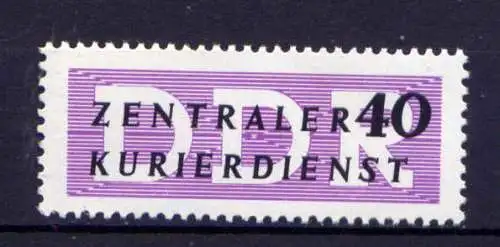 DDR
ZENTRALER 40
KURIERDIENST